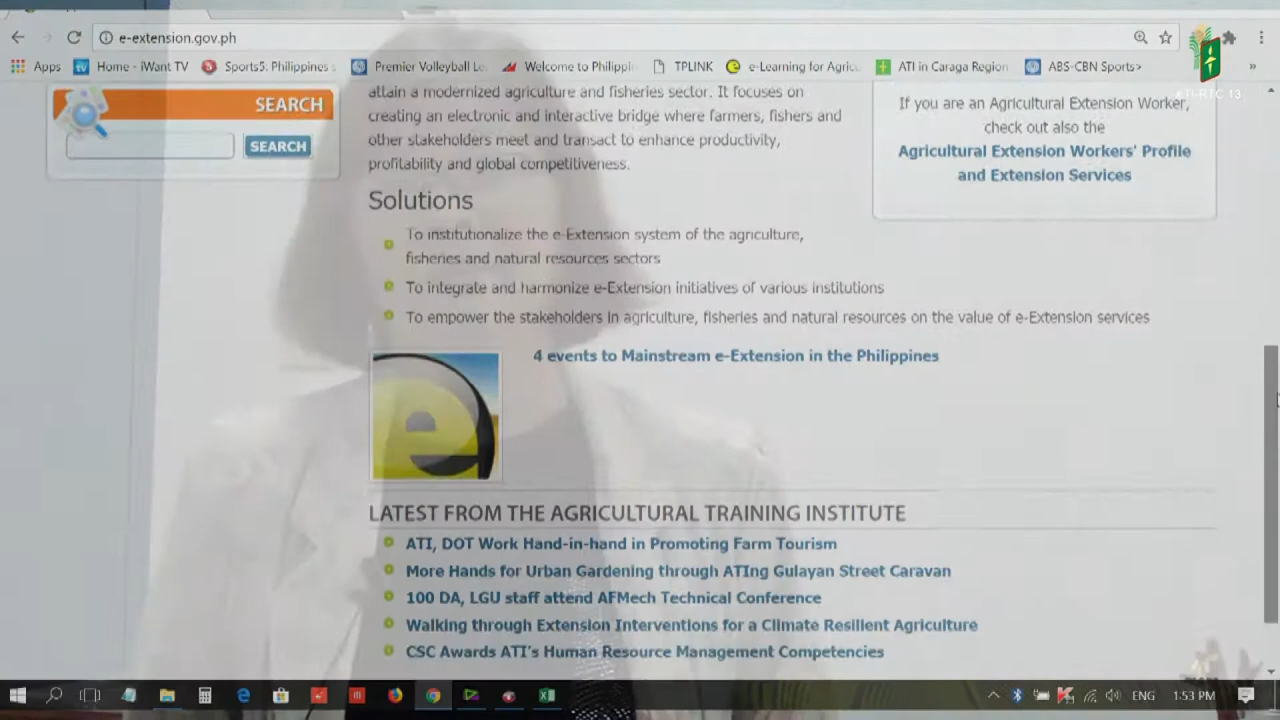 e-extension.gov.ph
Apps Home - iWant TV Sports5: Philippines Premier Volleyball Le Welcome to Philippin TPLINK e-Learning for Agric ATI in Caraga Region ABS-CBN Sports> »
ATI-RTC 13
SEARCH
SEARCH
attain a modernized agriculture and fisheries sector. It focuses on
creating an electronic and interactive bridge where farmers, fishers and
other stakeholders meet and transact to enhance productivity,
profitability and global competitiveness.
If you are an Agricultural Extension Worker,
check out also the
Agricultural Extension Workers' Profile
and Extension Services
Solutions
To institutionalize the e-Extension system of the agriculture,
fisheries and natural resources sectors
To integrate and harmonize e-Extension initiatives of various institutions
To empower the stakeholders in agriculture, fisheries and natural resources on the value of e-Extension services
e
4 events to Mainstream e-Extension in the Philippines
LATEST FROM THE AGRICULTURAL TRAINING INSTITUTE
ATI, DOT Work Hand-in-hand in Promoting Farm Tourism
More Hands for Urban Gardening through ATIng Gulayan Street Caravan
100 DA, LGU staff attend AFMech Technical Conference
Walking through Extension Interventions for a Climate Resilient Agriculture
CSC Awards ATI's Human Resource Management Competencies
ENG 1:53 PM